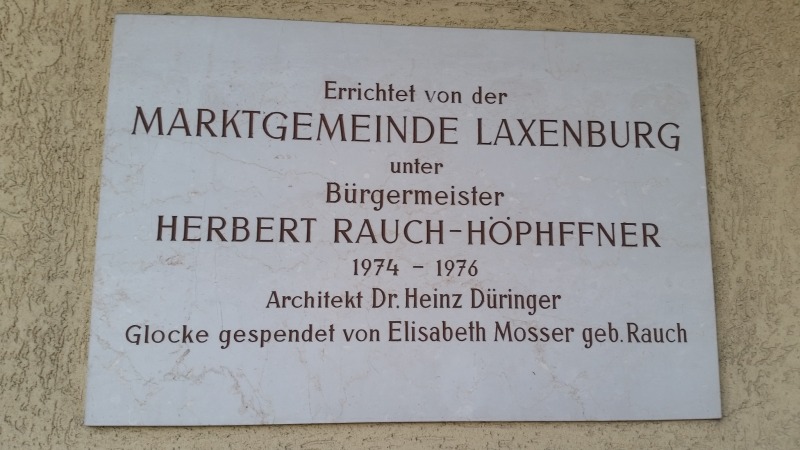 Errichtet von der
MARKTGEMEINDE LAXENBURG
unter
Bürgermeister
HERBERT RAUCH-HÖPHFFNER
1974 - 1976
Architekt Dr. Heinz Düringer
Glocke gespendet von Elisabeth Mosser geb. Rauch